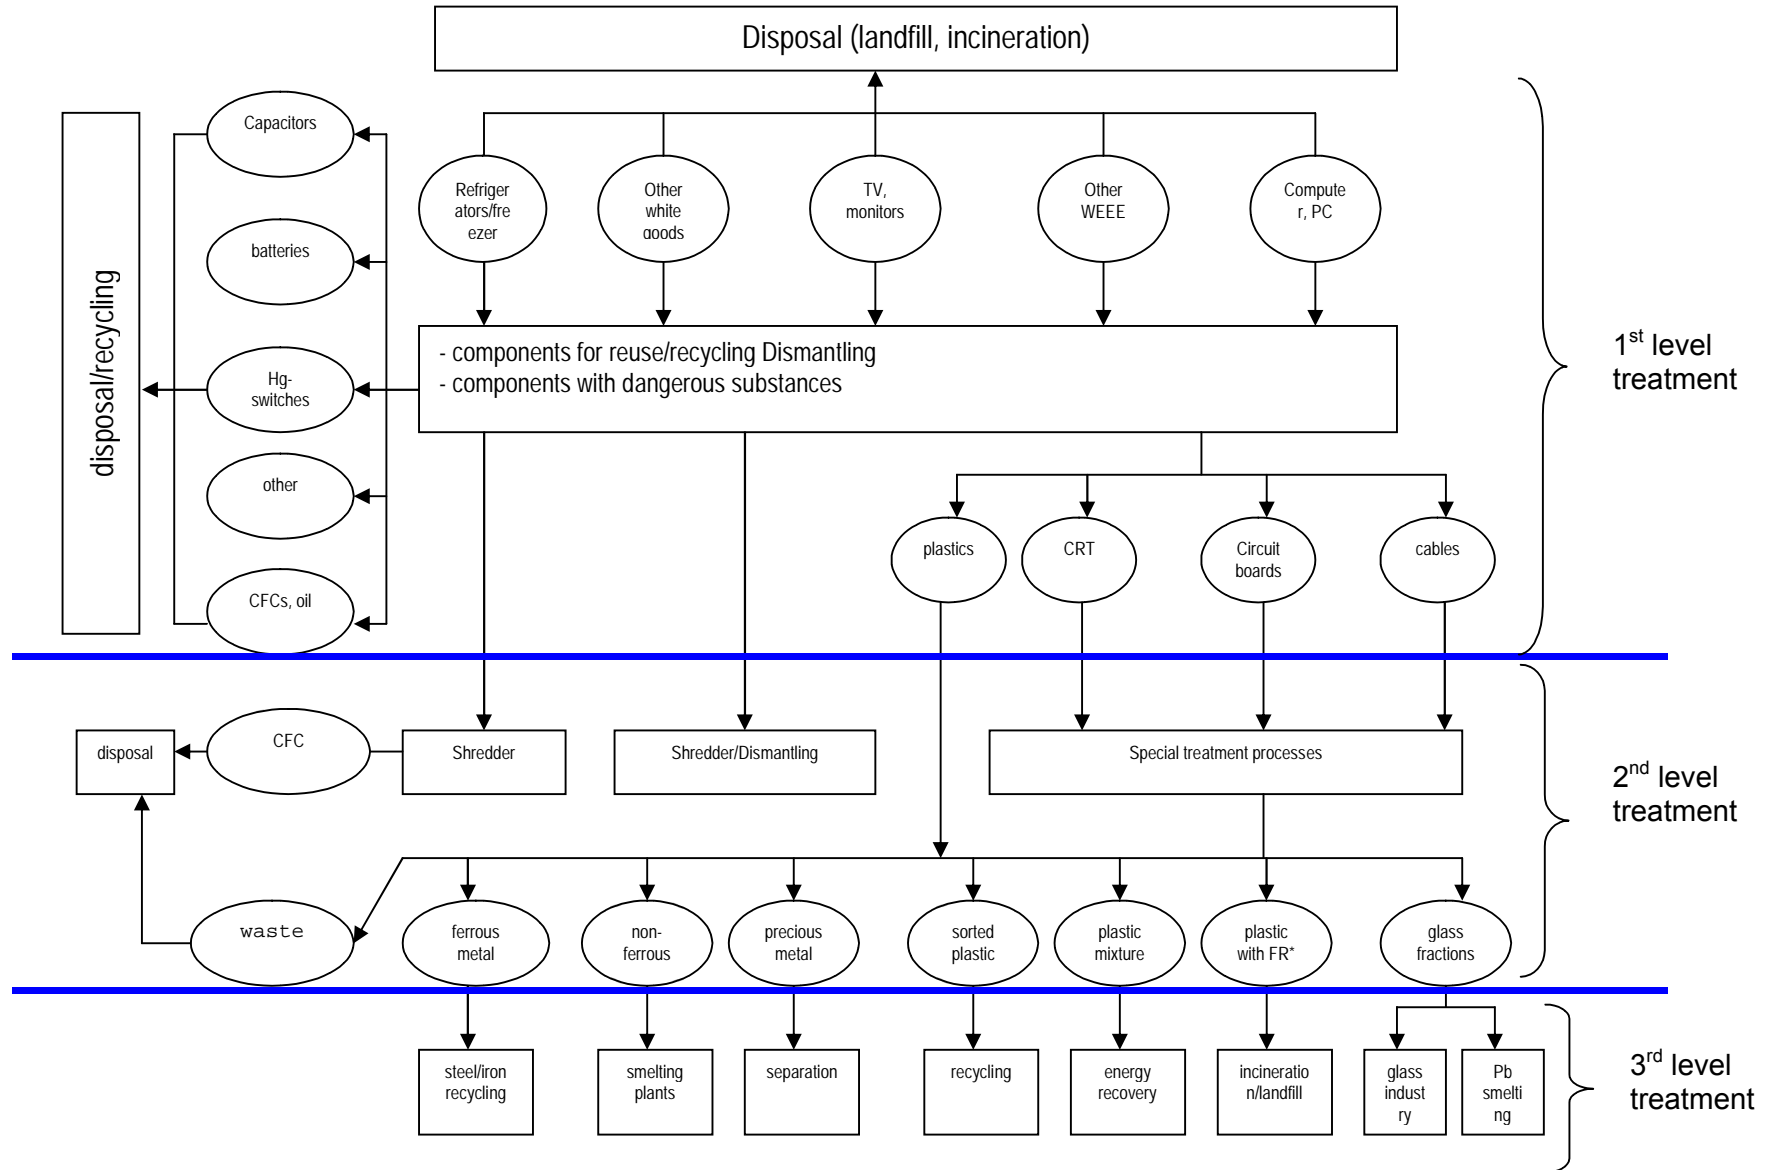 Disposal (landfill, incineration)
Capacitors
Refriger
ators/fre
ezer
Other
white
goods
TV,
monitors
Other
WEEE
Compute
r, PC
batteries
disposal/recycling
- components for reuse/recycling Dismantling
- components with dangerous substances
1st level
treatment
Hg-
switches
other
plastics
CRT
Circuit
boards
cables
CFCs, oil
disposal
CFC
Shredder
Shredder/Dismantling
Special treatment processes
2nd level
treatment
waste
ferrous
metal
non-
ferrous
precious
metal
sorted
plastic
plastic
mixture
plastic
with FR*
glass
fractions
steel/iron
recycling
smelting
plants
separation
recycling
energy
recovery
incineratio
n/landfill
glass
indust
ry
Pb
smelti
ng
3rd level
treatment